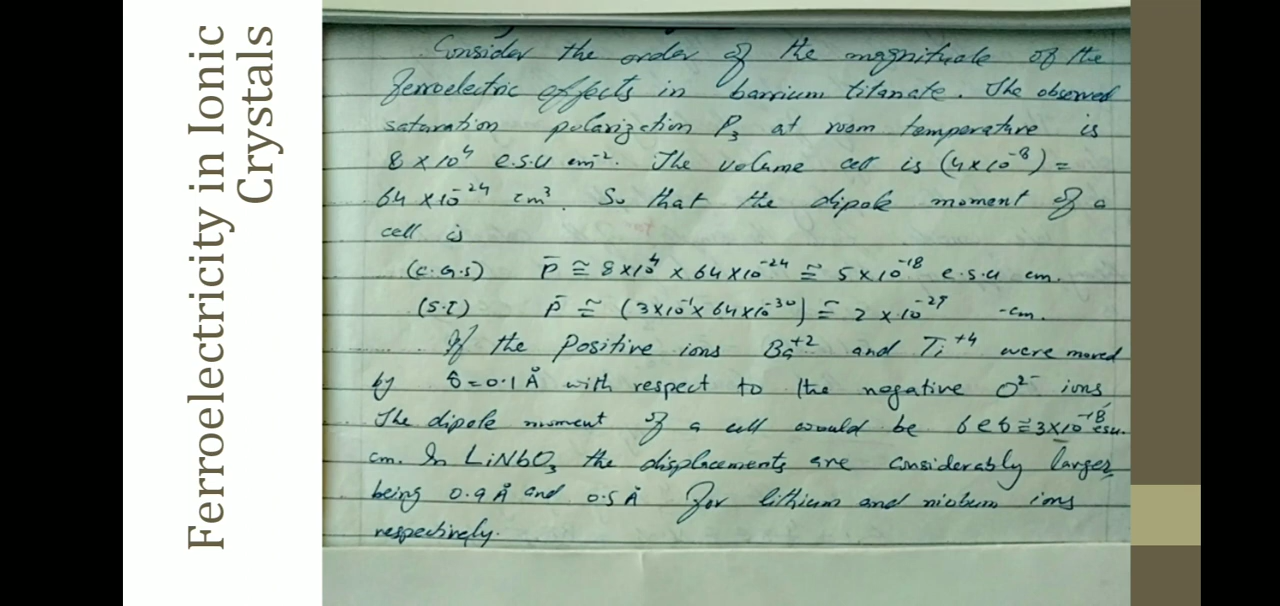 Ferroelectricity in Ionic
Crystals
Consider the order of the magnitude of the
ferroelectric effects in barrium titanate. The observed
saturation polarization P₃ at room temperature is
8 × 10⁴ e.s.u cm⁻². The volume cell is (4×10⁻⁸) =
64 × 10⁻²⁴ cm³. So that the dipole moment of a
cell is
(c.G.s) p̄ ≅ 8×10⁴ × 64×10⁻²⁴ ≅ 5×10⁻¹⁸ e.s.u cm.
(S.I) p̄ ≅ (3×10⁻¹× 64×10⁻³⁰) ≅ 2 ×10⁻²⁹ -cm.
If the Positive ions Ba⁺² and Ti⁺⁴ were moved
by δ=0.1 Å with respect to the negative O²⁻ ions,
The dipole moment of a cell would be 6eδ≅3×10⁻¹⁸ esu.
cm. In LiNbO₃ the displacements are considerably larger,
being 0.9 Å and 0.5 Å For lithium and niobum ions
respectively.